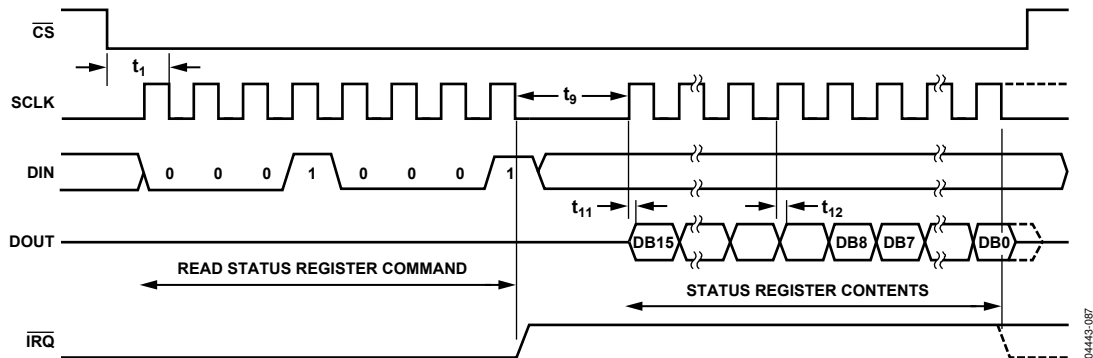 CS
t1
SCLK
t9
DIN 0 0 0 1 0 0 0 1
t11 t12
DOUT DB15 DB8 DB7 DB0
READ STATUS REGISTER COMMAND
STATUS REGISTER CONTENTS
IRQ
04443-087